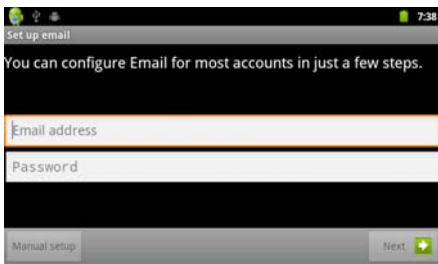 7:38
Set up email
You can configure Email for most accounts in just a few steps.
Email address
Password
Manual setup
Next